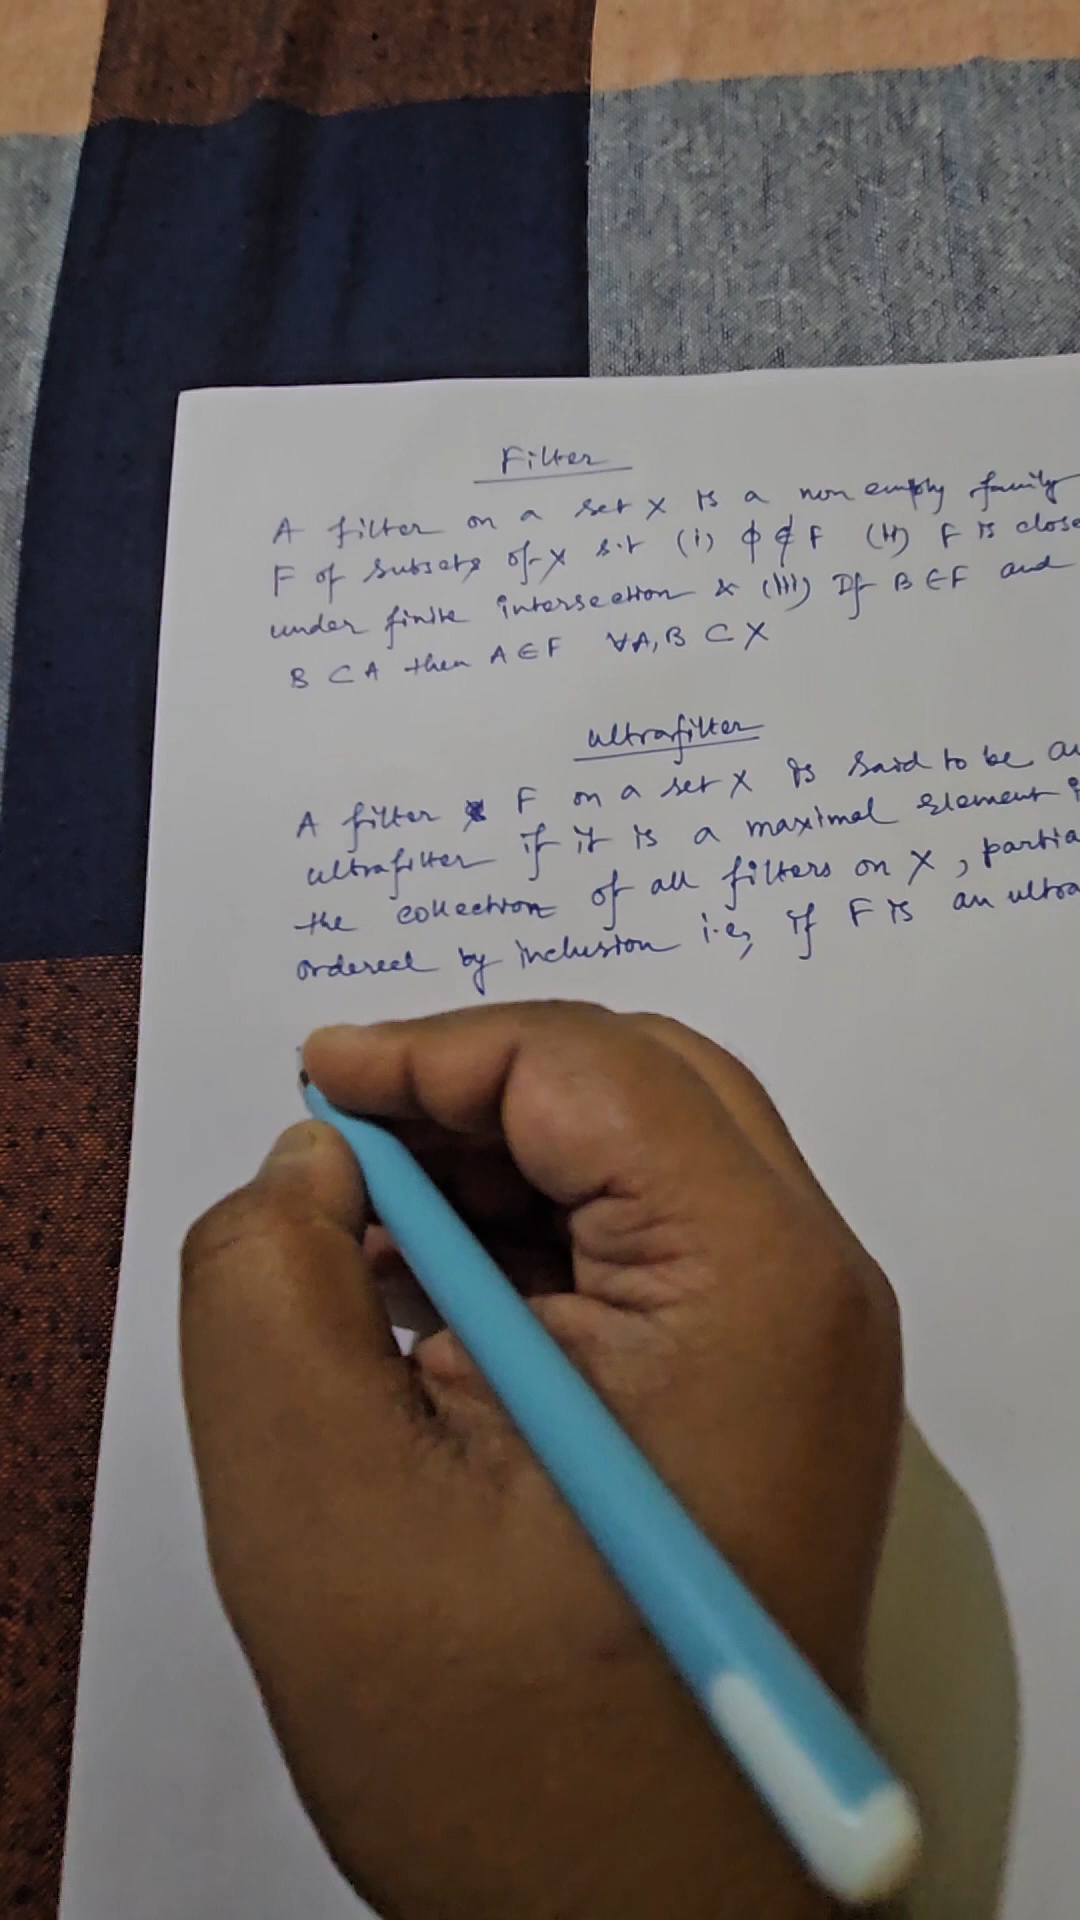 Filter
A filter on a set X is a non empty family
F of subsets of X s.t (i) ϕ ∉ F (ii) F is close
under finite intersection & (iii) If B ∈ F and
B ⊂ A then A ∈ F ∀A, B ⊂ X
Ultrafilter
A filter F on a set X is said to be an
ultrafilter if it is a maximal element i
the collection of all filters on X, partia
ordered by inclusion i.e, if F is an ultra